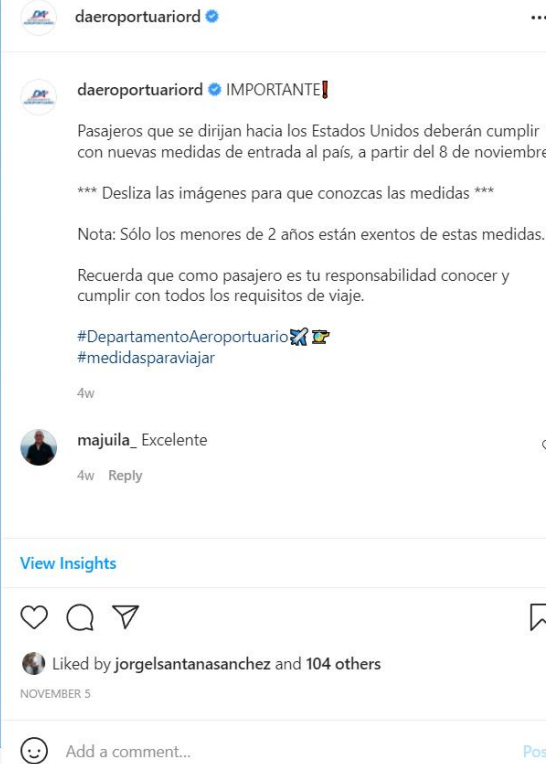 daeroportuariord
daeroportuariord IMPORTANTE❗
Pasajeros que se dirijan hacia los Estados Unidos deberán cumplir
con nuevas medidas de entrada al país, a partir del 8 de noviembre
*** Desliza las imágenes para que conozcas las medidas ***
Nota: Sólo los menores de 2 años están exentos de estas medidas.
Recuerda que como pasajero es tu responsabilidad conocer y
cumplir con todos los requisitos de viaje.
#DepartamentoAeroportuario✈️👉
#medidasparaviajar
4w
majuila_ Excelente
4w Reply
View Insights
Liked by jorgelsantanasanchez and 104 others
NOVEMBER 5
Add a comment...
Pos